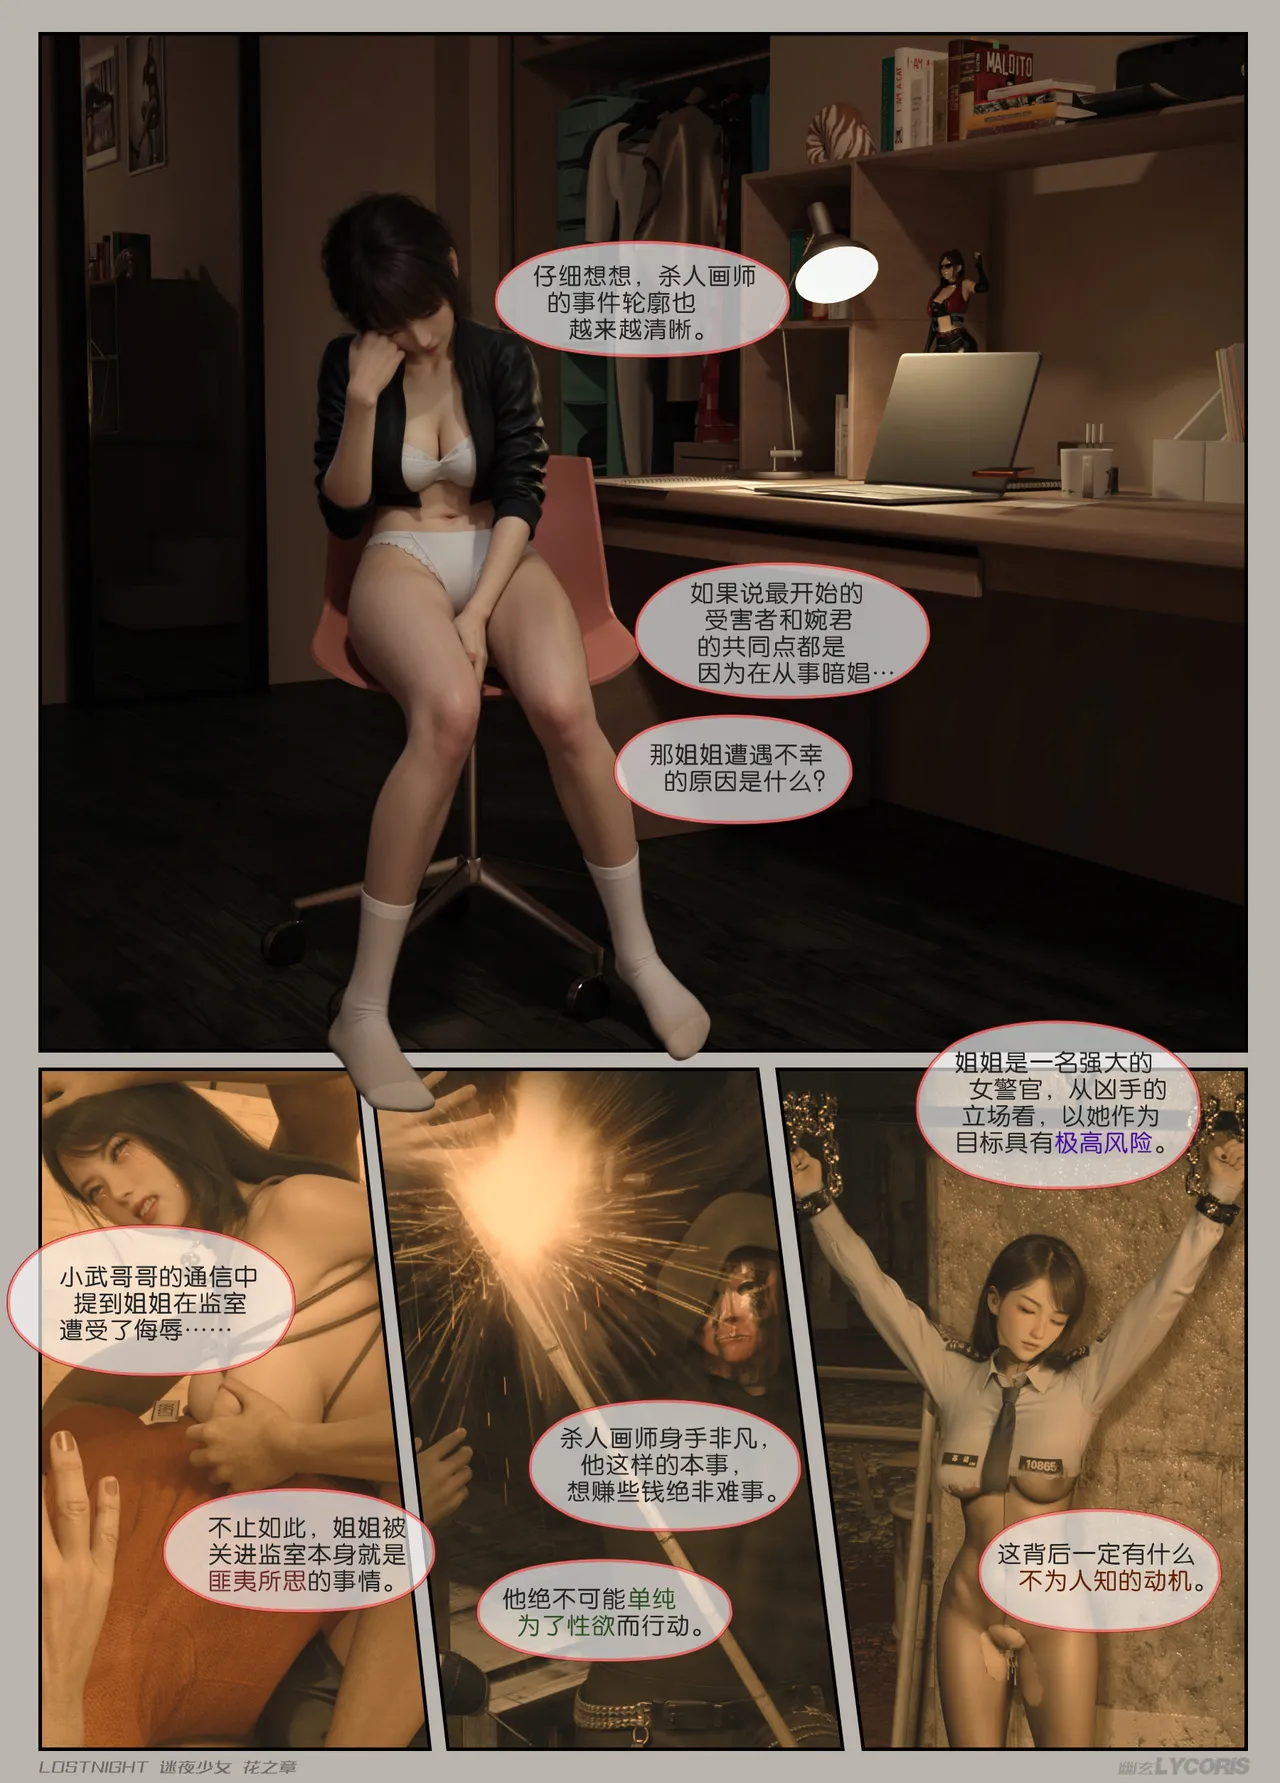 MALDITO
仔细想想，杀人画师
的事件轮廓也
越来越清晰。
如果说最开始的
受害者和婉君
的共同点都是
因为在从事暗娼…
那姐姐遭遇不幸
的原因是什么？
姐姐是一名强大的
女警官，从凶手的
立场看，以她作为
目标具有极高风险。
小武哥哥的通信中
提到姐姐在监室
遭受了侮辱……
不止如此，姐姐被
关进监室本身就是
匪夷所思的事情。
杀人画师身手非凡，
他这样的本事，
想赚些钱绝非难事。
他绝不可能单纯
为了性欲而行动。
10865
这背后一定有什么
不为人知的动机。
LOSTNIGHT 迷夜少女 花之章
幽玄LYCORIS